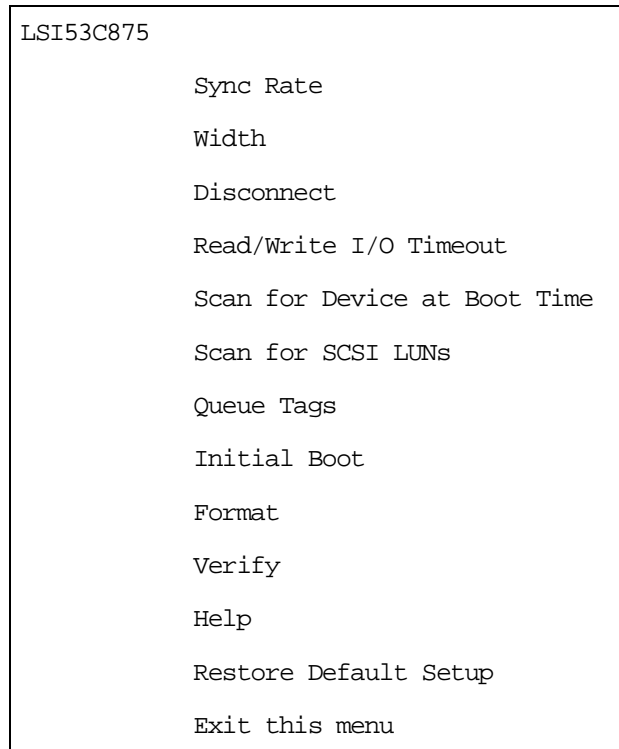 LSI53C875
Sync Rate
Width
Disconnect
Read/Write I/O Timeout
Scan for Device at Boot Time
Scan for SCSI LUNs
Queue Tags
Initial Boot
Format
Verify
Help
Restore Default Setup
Exit this menu